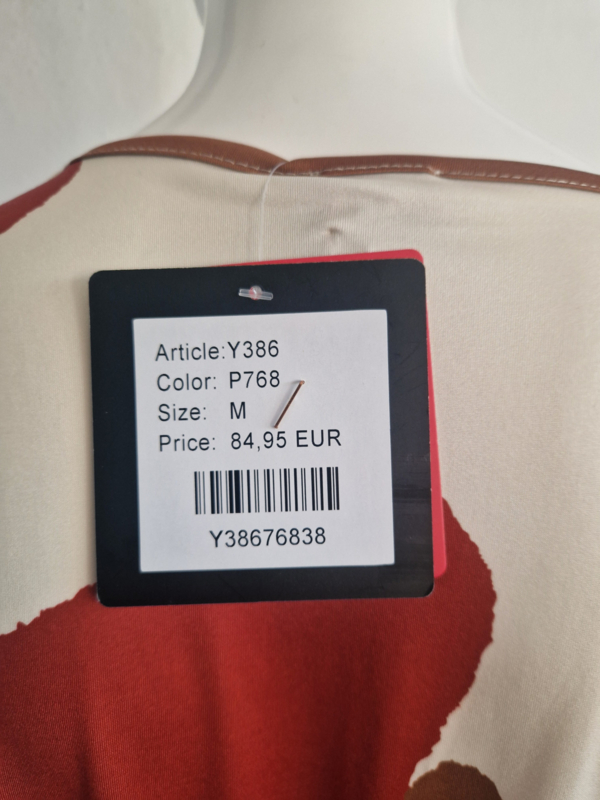 Article:Y386
Color: P768
Size: M
Price: 84,95 EUR
Y38676838